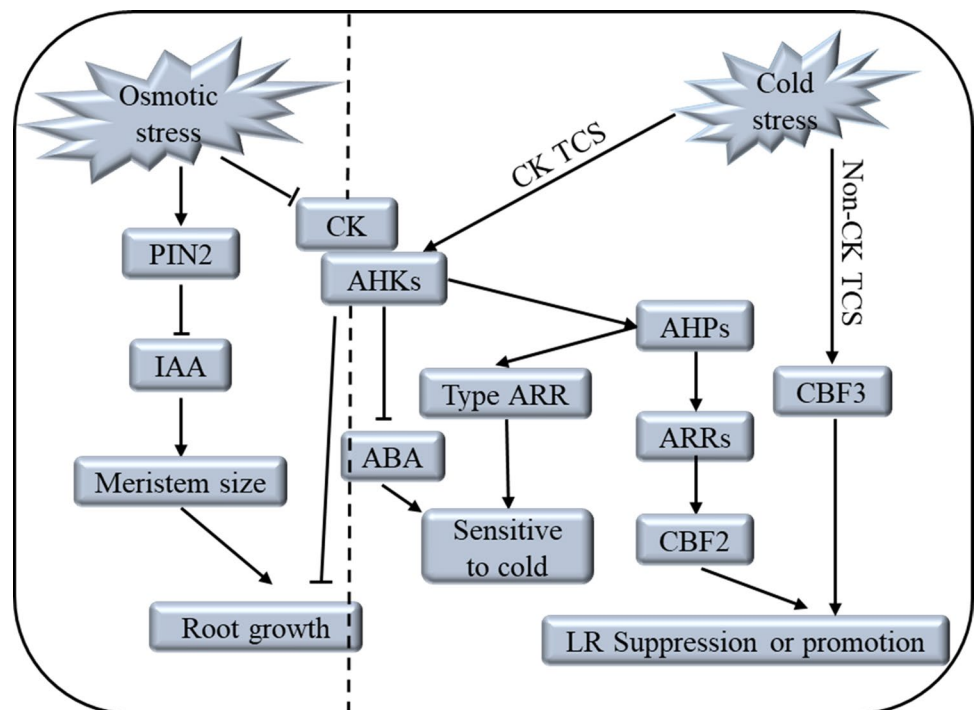 Osmotic
stress
Cold
stress
CK TCS
Non-CK TCS
CK
PIN2
AHKs
AHPs
IAA
Type ARR
CBF3
ARRs
ABA
Meristem size
Sensitive
to cold
CBF2
Root growth
LR Suppression or promotion